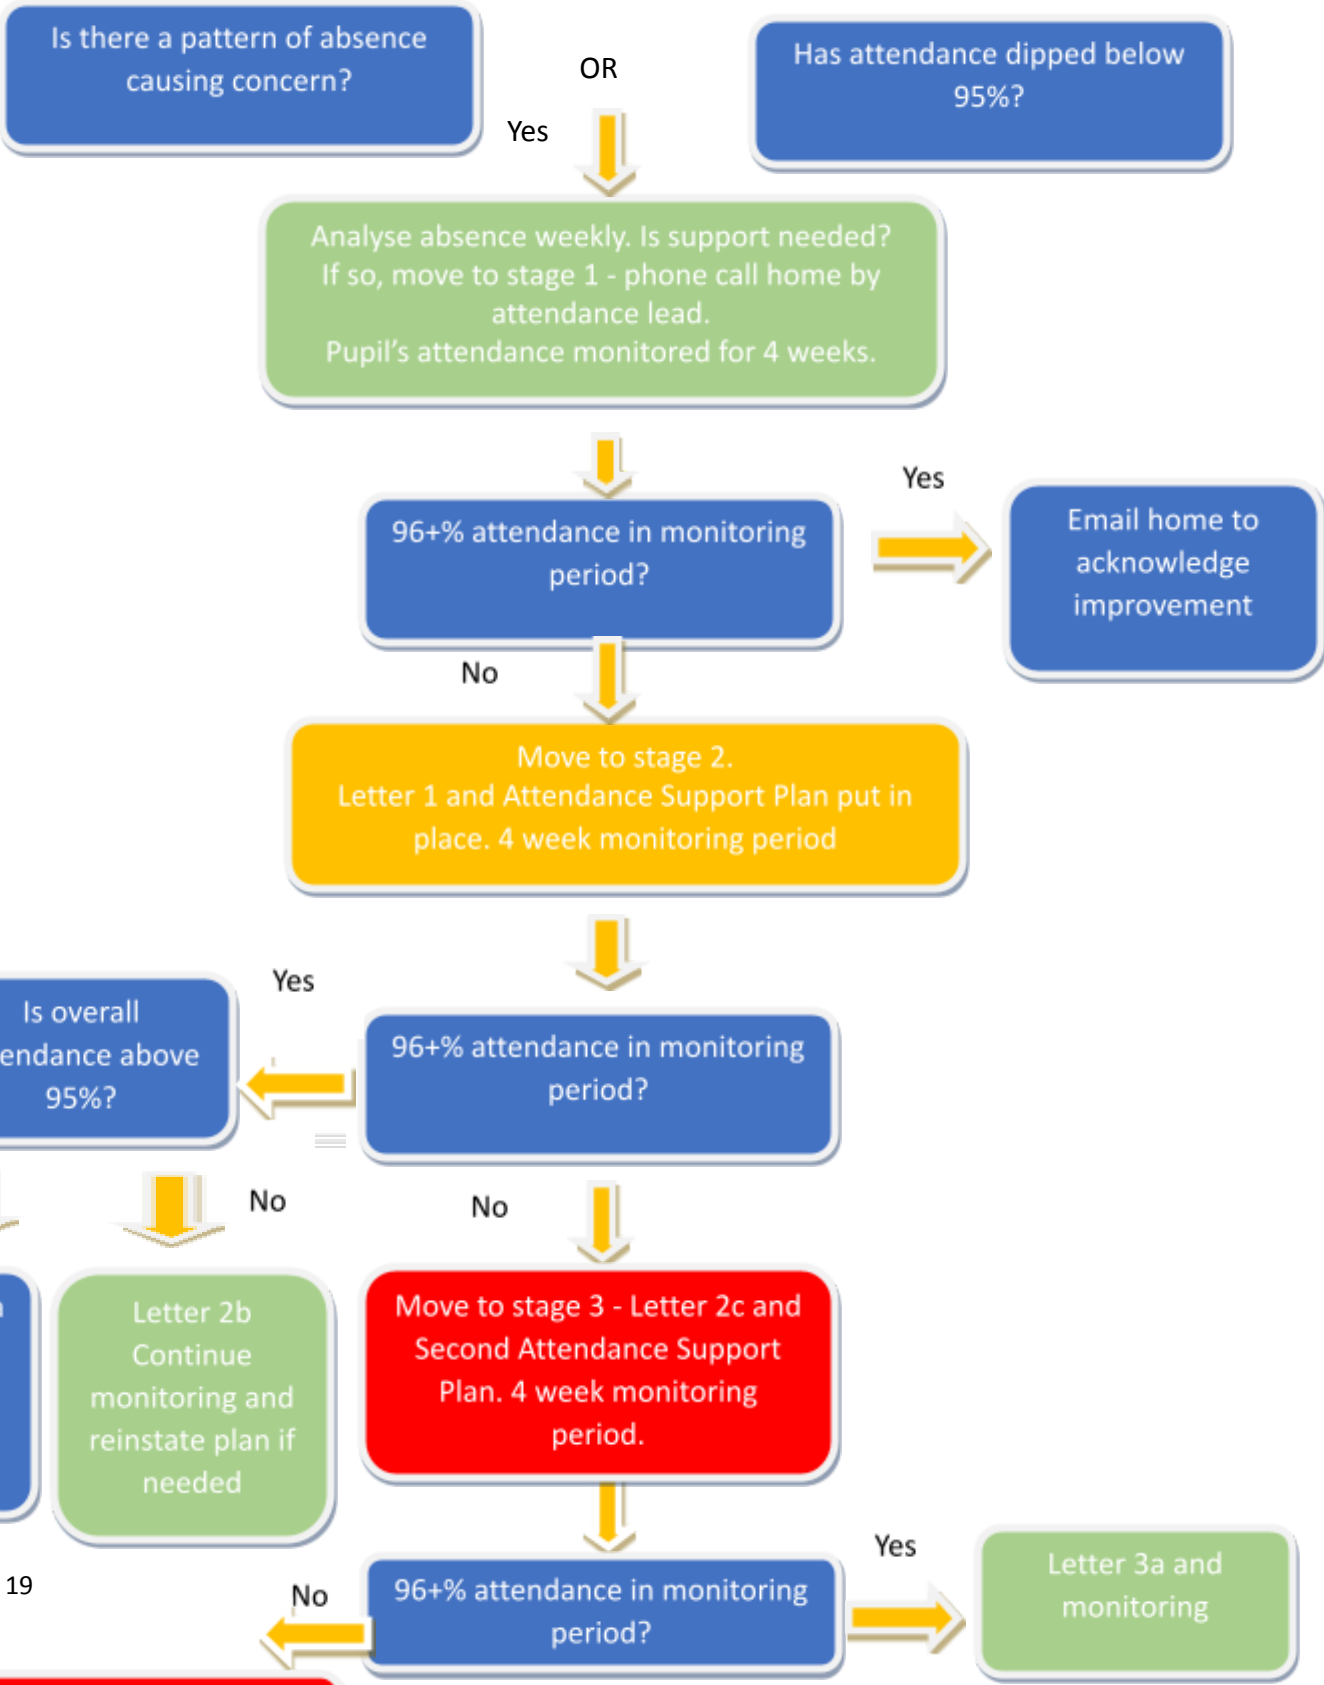 Is there a pattern of absence
causing concern?
OR
Has attendance dipped below
95%?
Yes
Analyse absence weekly. Is support needed?
If so, move to stage 1 - phone call home by
attendance lead.
Pupil's attendance monitored for 4 weeks.
96+% attendance in monitoring
period?
Yes
Email home to
acknowledge
improvement
No
Move to stage 2.
Letter 1 and Attendance Support Plan put in
place. 4 week monitoring period
Is overall
endance above
95%?
Yes
96+% attendance in monitoring
period?
No
No
Letter 2b
Continue
monitoring and
reinstate plan if
needed
Move to stage 3 - Letter 2c and
Second Attendance Support
Plan. 4 week monitoring
period.
19
No
96+% attendance in monitoring
period?
Yes
Letter 3a and
monitoring